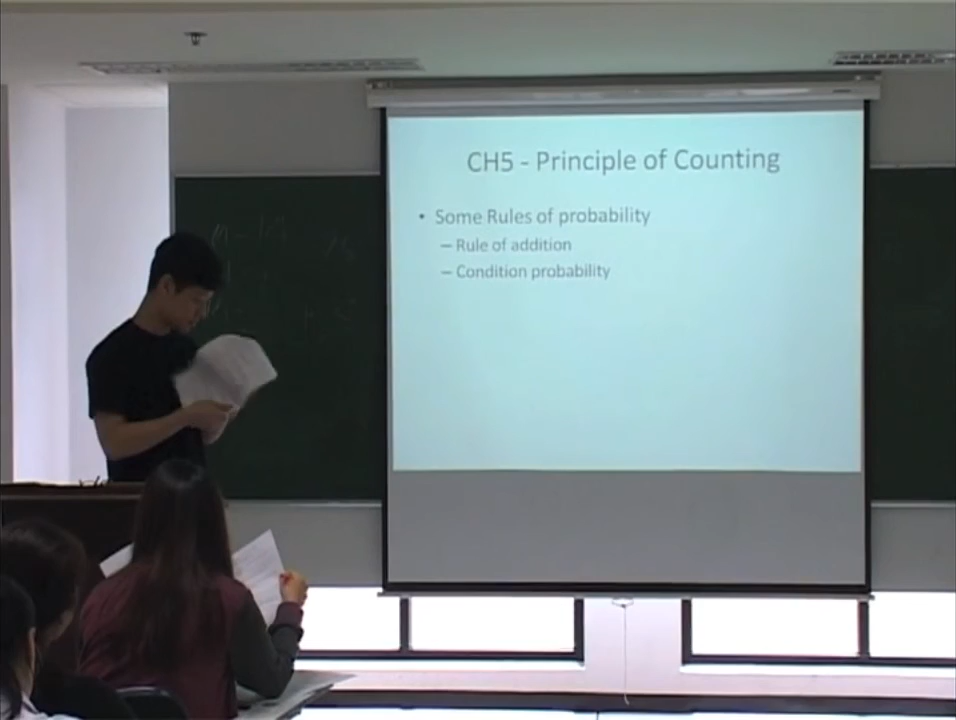 CH5 - Principle of Counting
• Some Rules of probability
– Rule of addition
– Condition probability